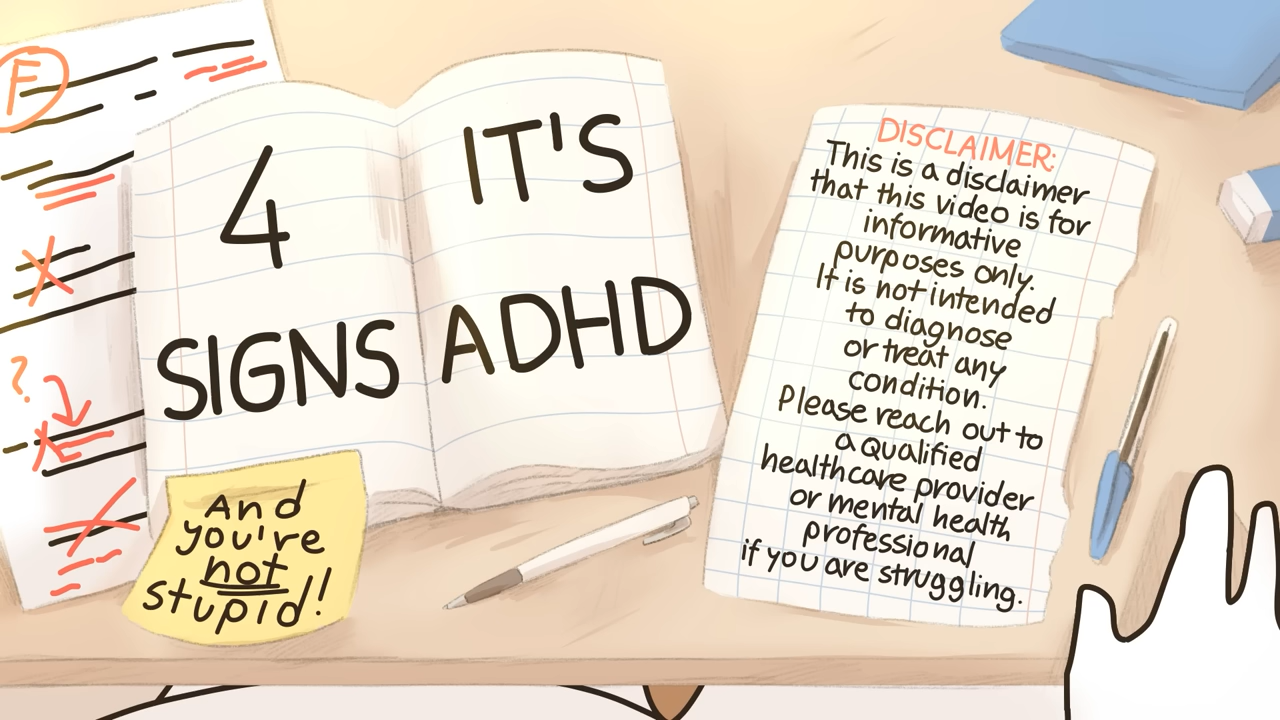 F
?
4
SIGNS
IT'S
ADHD
And
you're
not
stupid!
DISCLAIMER:
This is a disclaimer
that this video is for
informative
purposes only.
It is not intended
to diagnose
or treat any
condition.
Please reach out to
a qualified
healthcare provider
or mental health
professional
if you are struggling.